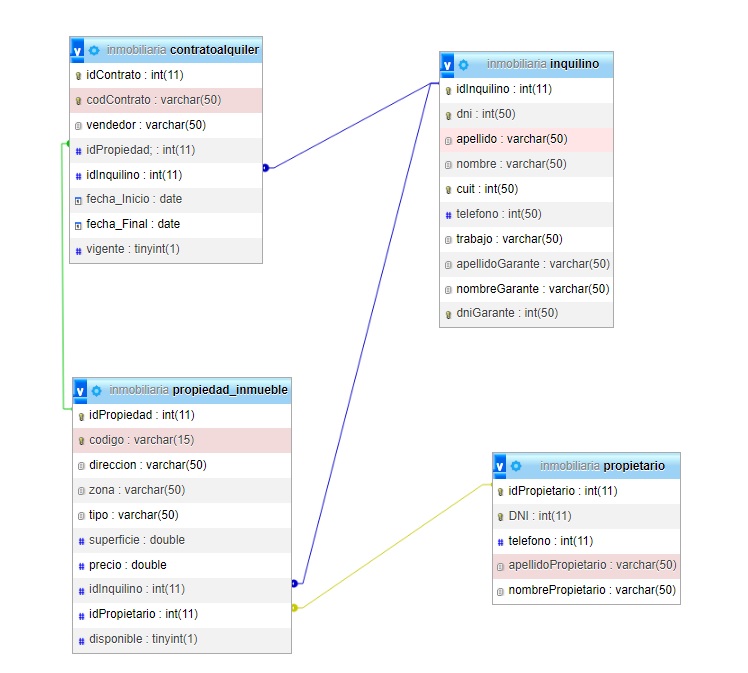 inmobiliaria contratoalquiler
idContrato : int(11)
codContrato : varchar(50)
vendedor : varchar(50)
idPropiedad; : int(11)
idInquilino : int(11)
fecha_Inicio : date
fecha_Final : date
vigente : tinyint(1)
inmobiliaria inquilino
idInquilino : int(11)
dni : int(50)
apellido : varchar(50)
nombre : varchar(50)
cuit : int(50)
telefono : int(50)
trabajo : varchar(50)
apellidoGarante : varchar(50)
nombreGarante : varchar(50)
dniGarante : int(50)
inmobiliaria propiedad_inmueble
idPropiedad : int(11)
codigo : varchar(15)
direccion : varchar(50)
zona : varchar(50)
tipo : varchar(50)
superficie : double
precio : double
idInquilino : int(11)
idPropietario : int(11)
disponible : tinyint(1)
inmobiliaria propietario
idPropietario : int(11)
DNI : int(11)
telefono : int(11)
apellidoPropietario : varchar(50)
nombrePropietario : varchar(50)